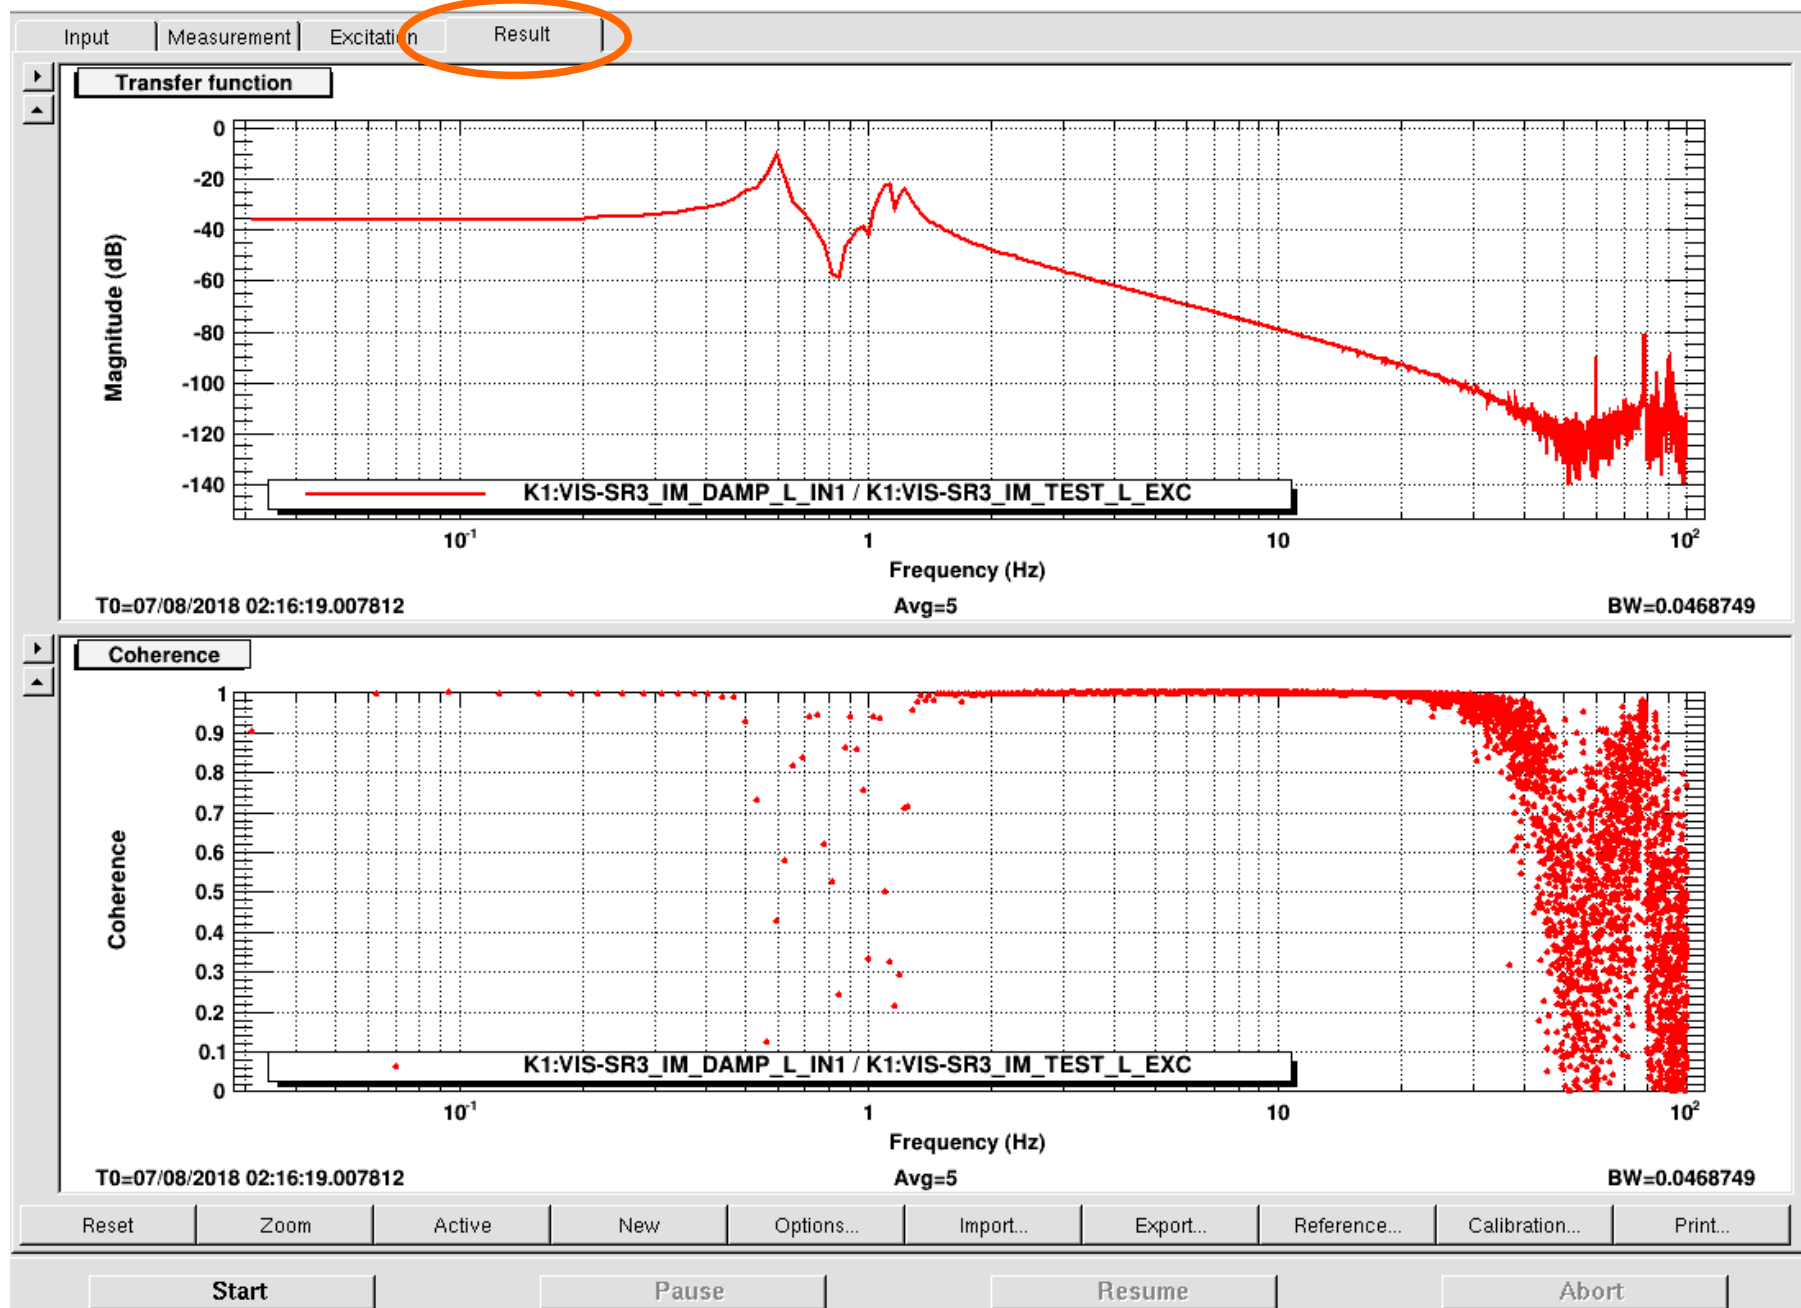 Input Measurement Excitation Result
Transfer function
0
-20
-40
-60
-80
-100
-120
-140
Magnitude (dB)
K1:VIS-SR3_IM_DAMP_L_IN1 / K1:VIS-SR3_IM_TEST_L_EXC
10⁻¹ 1 10 10²
Frequency (Hz)
T0=07/08/2018 02:16:19.007812 Avg=5 BW=0.0468749
Coherence
1
0.9
0.8
0.7
0.6
0.5
0.4
0.3
0.2
0.1
0
Coherence
K1:VIS-SR3_IM_DAMP_L_IN1 / K1:VIS-SR3_IM_TEST_L_EXC
10⁻¹ 1 10 10²
Frequency (Hz)
T0=07/08/2018 02:16:19.007812 Avg=5 BW=0.0468749
Reset Zoom Active New Options... Import... Export... Reference... Calibration... Print...
Start Pause Resume Abort